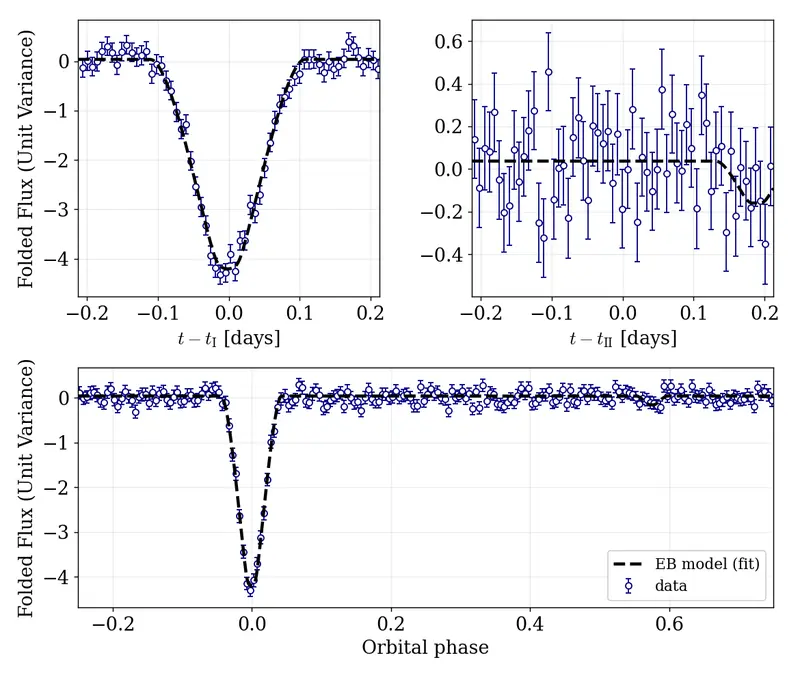 Folded Flux (Unit Variance)
0
−1
−2
−3
−4
−0.2 −0.1 0.0 0.1 0.2
t − t_I [days]
0.6
0.4
0.2
0.0
−0.2
−0.4
−0.2 −0.1 0.0 0.1 0.2
t − t_II [days]
Folded Flux (Unit Variance)
0
−1
−2
−3
−4
EB model (fit)
data
−0.2 0.0 0.2 0.4 0.6
Orbital phase